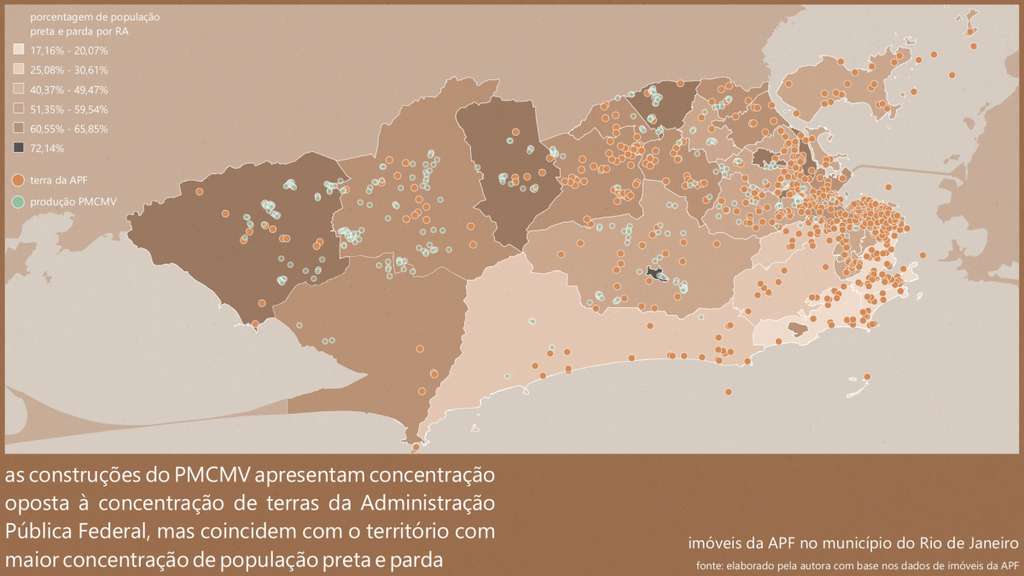 porcentagem de população
preta e parda por RA
17,16% - 20,07%
25,08% - 30,61%
40,37% - 49,47%
51,35% - 59,54%
60,55% - 65,85%
72,14%
terra da APF
produção PMCMV
as construções do PMCMV apresentam concentração
oposta à concentração de terras da Administração
Pública Federal, mas coincidem com o território com
maior concentração de população preta e parda
imóveis da APF no município do Rio de Janeiro
fonte: elaborado pela autora com base nos dados de imóveis da APF